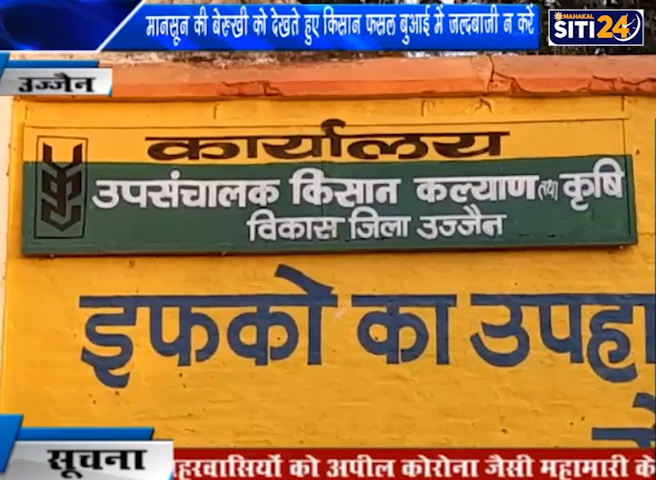 मानसून की बेरूखी को देखते हुए किसान फसल बुआई में जल्दबाजी न करें
MAHAKAL
SITI24
उज्जैन
कार्यालय
उपसंचालक किसान कल्याण (तथा) कृषि
विकास जिला उज्जैन
इफको का उपहा
सूचना
हरवासियों को अपील कोरोना जैसी महामारी के